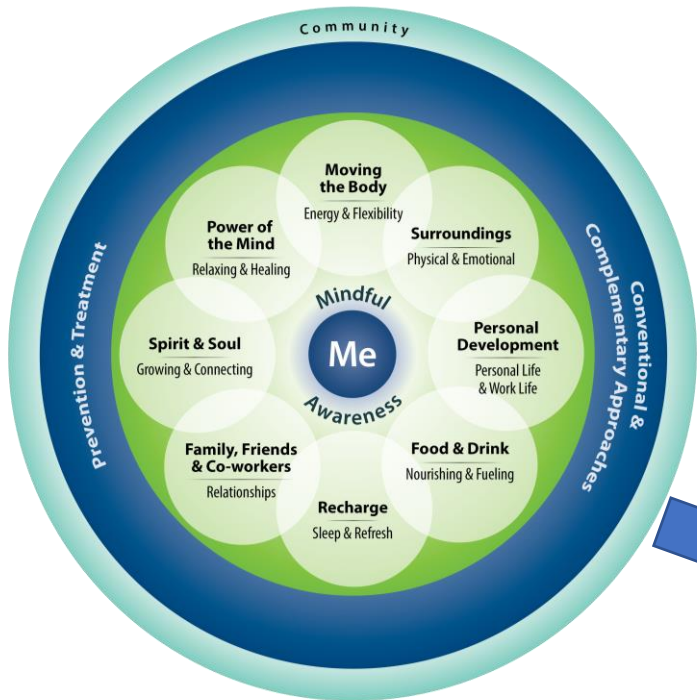 Community
Prevention & Treatment
Conventional &
Complementary Approaches
Moving
the Body
Energy & Flexibility
Surroundings
Physical & Emotional
Personal
Development
Personal Life
& Work Life
Food & Drink
Nourishing & Fueling
Recharge
Sleep & Refresh
Family, Friends
& Co-workers
Relationships
Spirit & Soul
Growing & Connecting
Power of
the Mind
Relaxing & Healing
Mindful
Me
Awareness